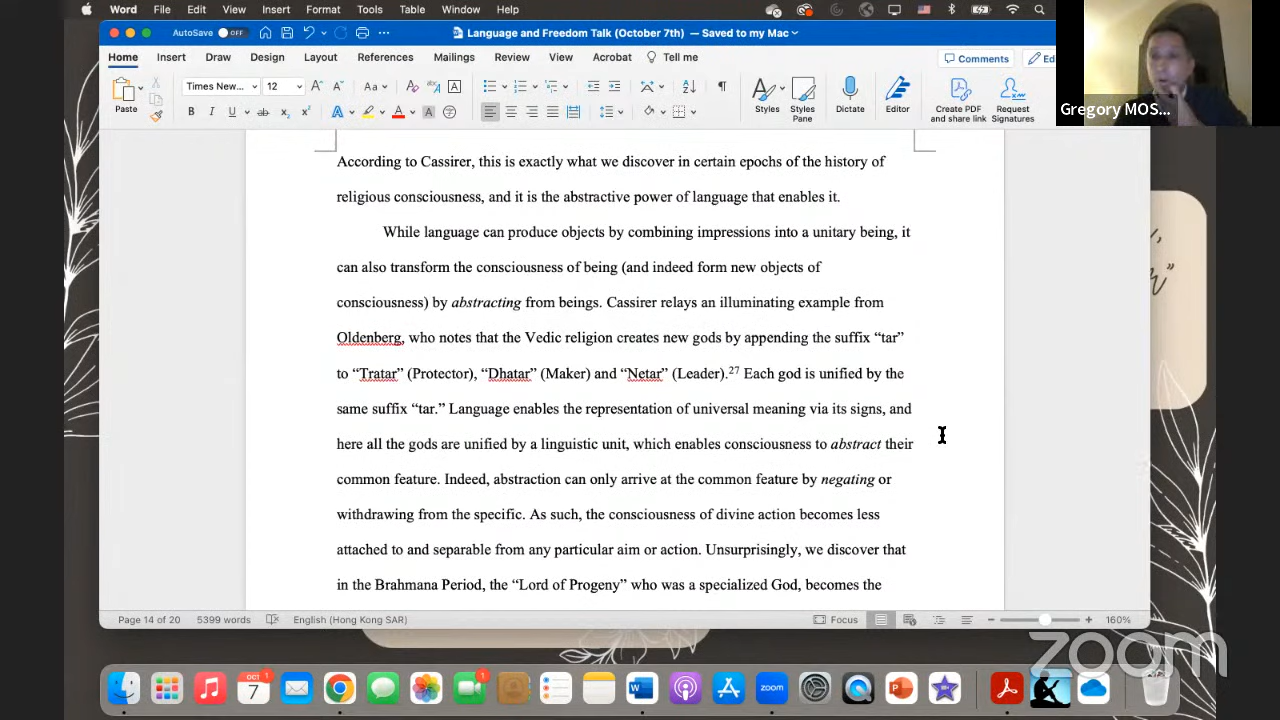 Word File Edit View Insert Format Tools Table Window Help
AutoSave OFF Language and Freedom Talk (October 7th) — Saved to my Mac
Home Insert Draw Design Layout References Mailings Review View Acrobat Tell me Comments
Times New... 12 Aa
Paste Styles Styles Pane Dictate Editor Create PDF and share link Request Signatures
Gregory MOS...
According to Cassirer, this is exactly what we discover in certain epochs of the history of
religious consciousness, and it is the abstractive power of language that enables it.
While language can produce objects by combining impressions into a unitary being, it
can also transform the consciousness of being (and indeed form new objects of
consciousness) by abstracting from beings. Cassirer relays an illuminating example from
Oldenberg, who notes that the Vedic religion creates new gods by appending the suffix “tar”
to “Tratar” (Protector), “Dhatar” (Maker) and “Netar” (Leader).27 Each god is unified by the
same suffix “tar.” Language enables the representation of universal meaning via its signs, and
here all the gods are unified by a linguistic unit, which enables consciousness to abstract their
common feature. Indeed, abstraction can only arrive at the common feature by negating or
withdrawing from the specific. As such, the consciousness of divine action becomes less
attached to and separable from any particular aim or action. Unsurprisingly, we discover that
in the Brahmana Period, the “Lord of Progeny” who was a specialized God, becomes the
Page 14 of 20 5399 words English (Hong Kong SAR) Focus 160%
zoom
OCT 7 1 1 zoom